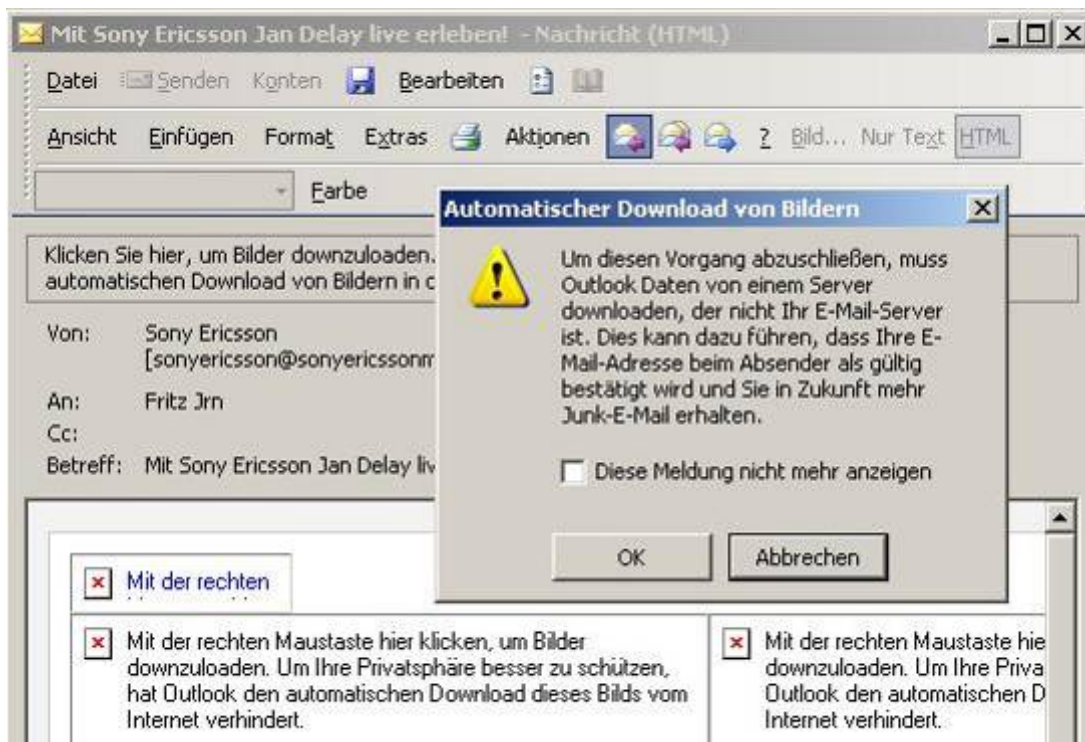 Mit Sony Ericsson Jan Delay live erleben! - Nachricht (HTML)
Datei Senden Konten Bearbeiten
Ansicht Einfügen Format Extras Aktionen ? Bild... Nur Text HTML
Farbe
Klicken Sie hier, um Bilder downzuloaden.
automatischen Download von Bildern in
Von: Sony Ericsson
[sonyericsson@sonyericsson
An: Fritz Jrn
Cc:
Betreff: Mit Sony Ericsson Jan Delay liv
Automatischer Download von Bildern
Um diesen Vorgang abzuschließen, muss
Outlook Daten von einem Server
downloaden, der nicht Ihr E-Mail-Server
ist. Dies kann dazu führen, dass Ihre E-
Mail-Adresse beim Absender als gültig
bestätigt wird und Sie in Zukunft mehr
Junk-E-Mail erhalten.
Diese Meldung nicht mehr anzeigen
OK Abbrechen
Mit der rechten
Mit der rechten Maustaste hier klicken, um Bilder
downzuloaden. Um Ihre Privatsphäre besser zu schützen,
hat Outlook den automatischen Download dieses Bilds vom
Internet verhindert.
Mit der rechten Maustaste hie
downzuloaden. Um Ihre Priva
Outlook den automatischen D
Internet verhindert.